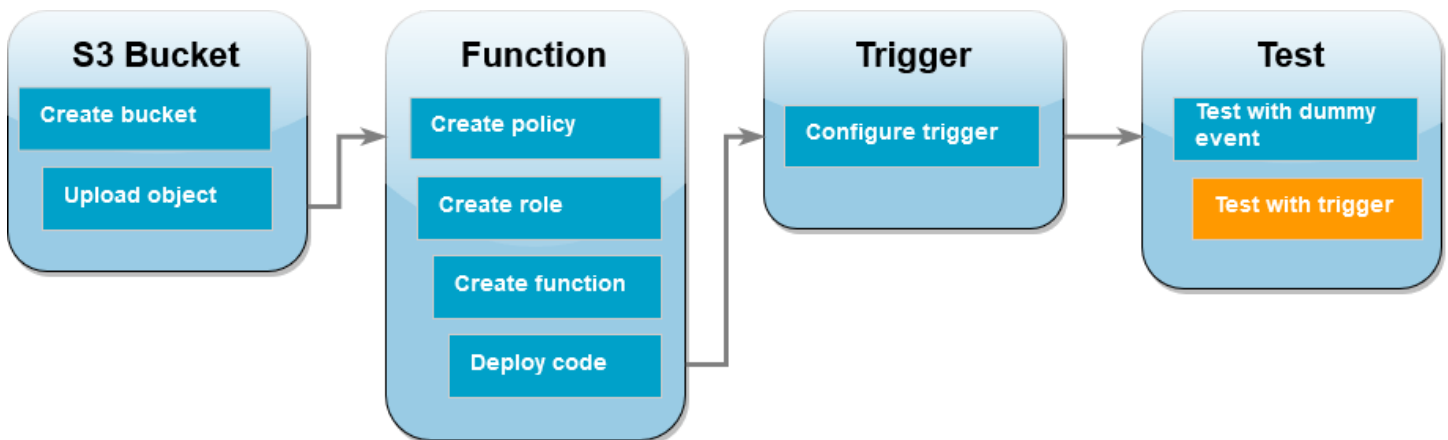 S3 Bucket
Create bucket
Upload object
Function
Create policy
Create role
Create function
Deploy code
Trigger
Configure trigger
Test
Test with dummy
event
Test with trigger